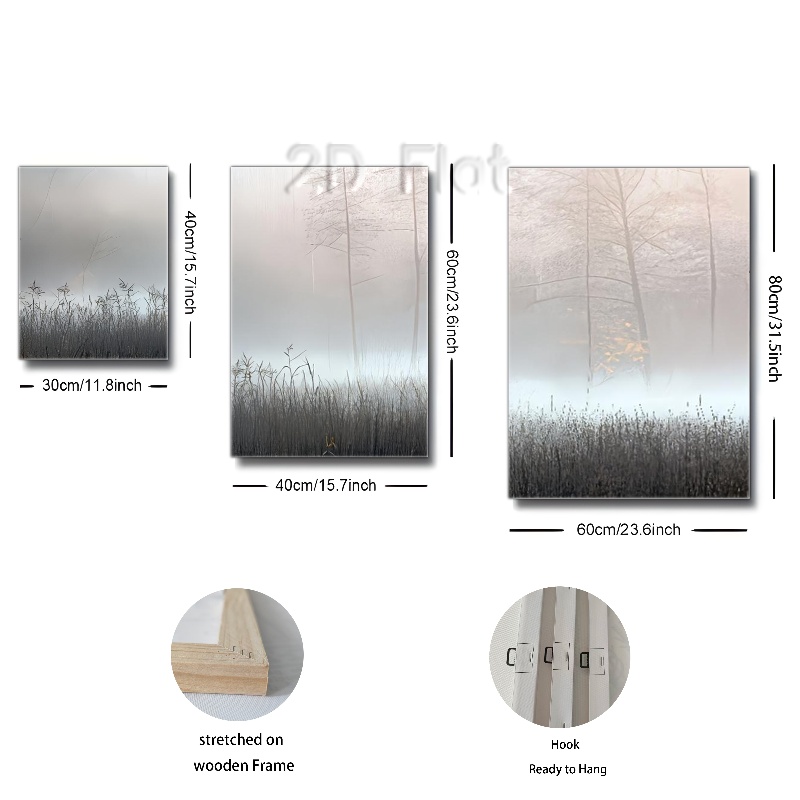 2D Flat
40cm/15.7inch
30cm/11.8inch
60cm/23.6inch
40cm/15.7inch
80cm/31.5inch
60cm/23.6inch
stretched on
wooden Frame
Hook
Ready to Hang